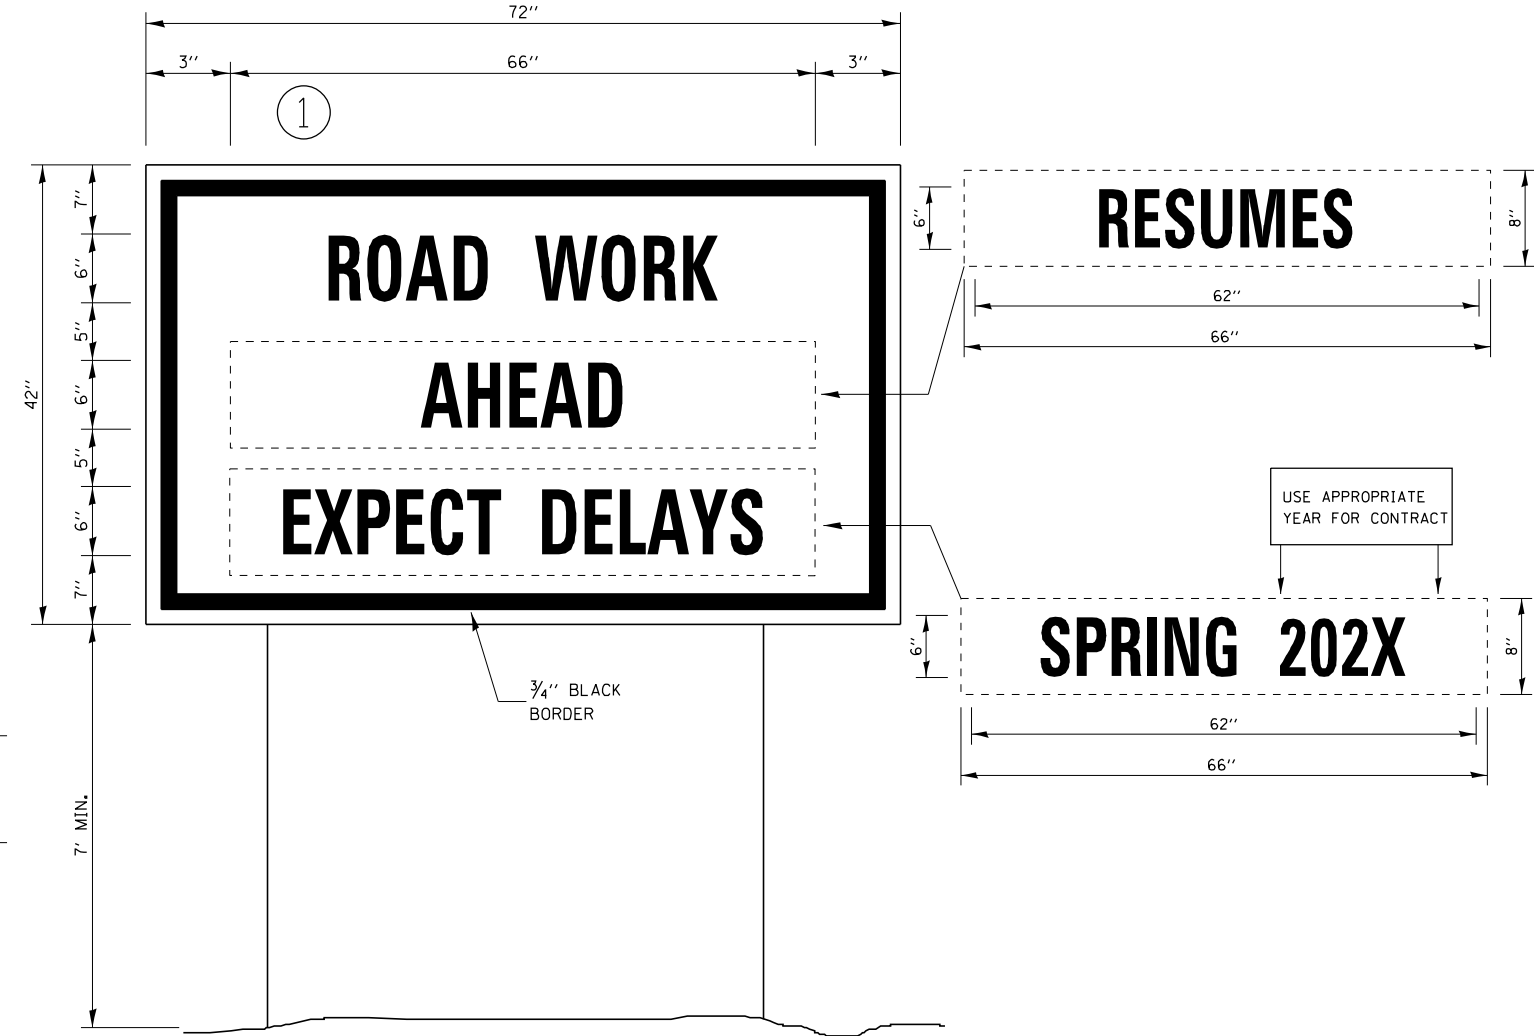 72''
3'' 66'' 3''
1
7''
6''
5''
6''
5''
6''
7''
42''
7' MIN.
ROAD WORK
AHEAD
EXPECT DELAYS
3/4'' BLACK
BORDER
6''
RESUMES
8''
62''
66''
USE APPROPRIATE
YEAR FOR CONTRACT
6''
SPRING 202X
8''
62''
66''